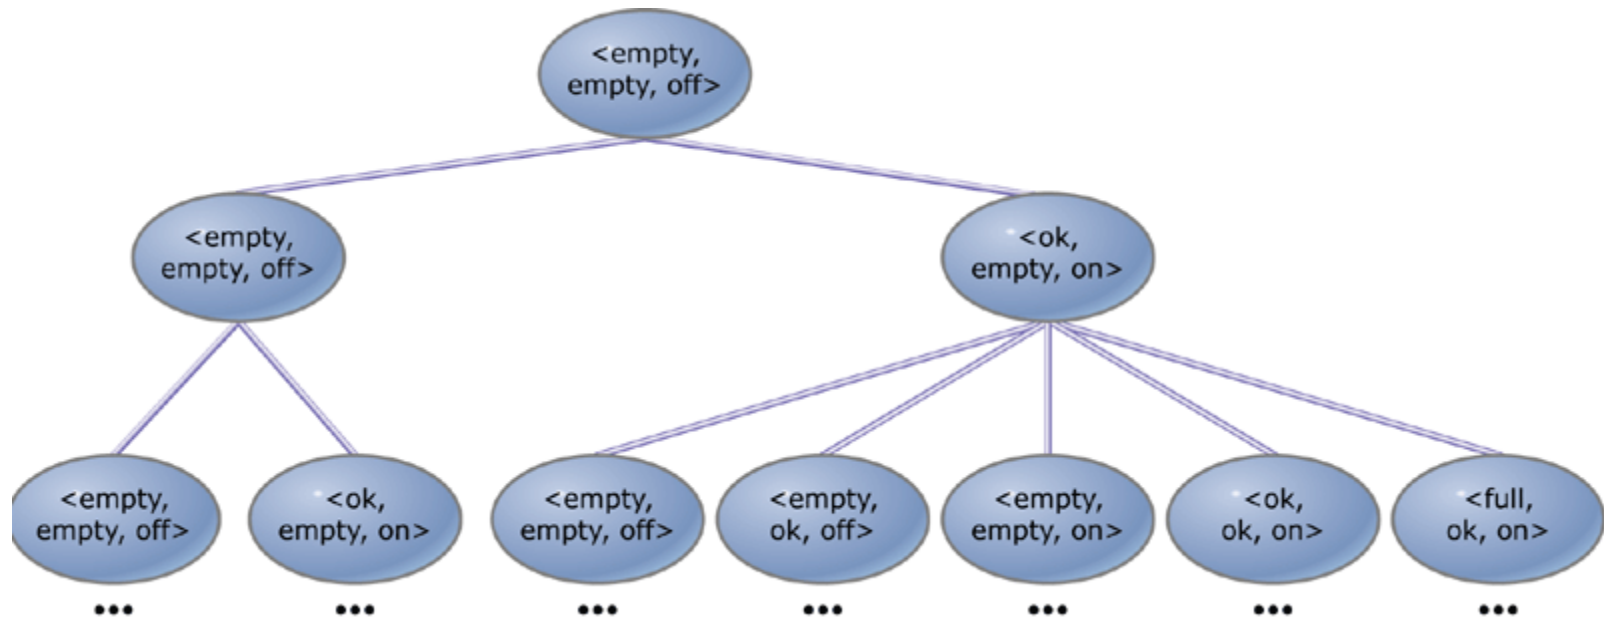 <empty,
empty, off>
<empty,
empty, off>
<ok,
empty, on>
<empty,
empty, off>
<ok,
empty, on>
<empty,
empty, off>
<empty,
ok, off>
<empty,
empty, on>
<ok,
ok, on>
<full,
ok, on>
•••
•••
•••
•••
•••
•••
•••